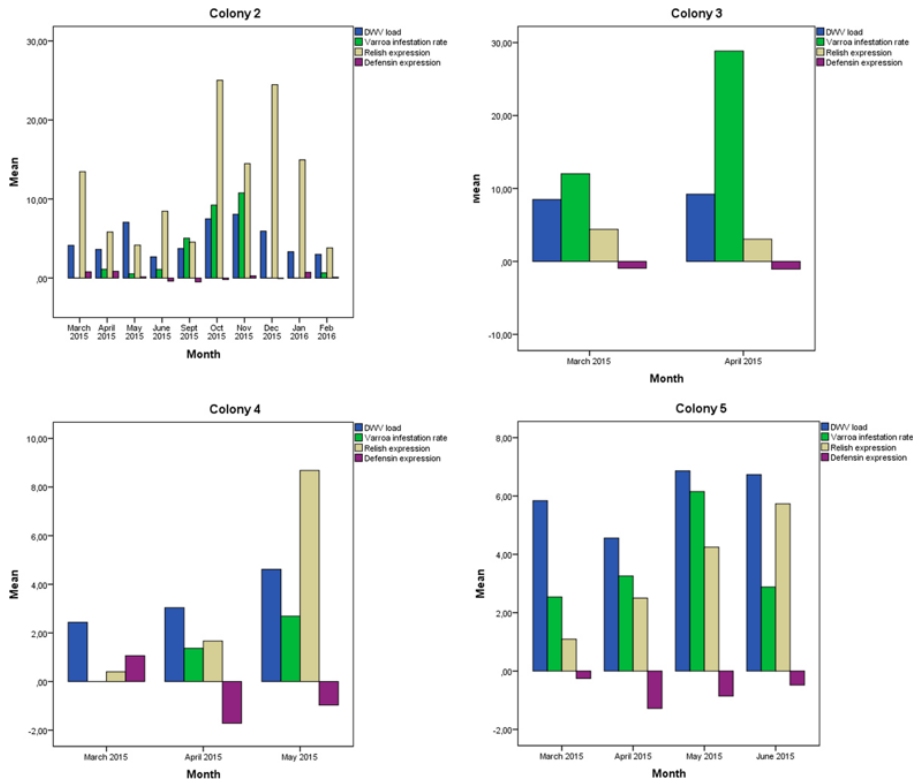 Colony 2
DWV load
Varroa infestation rate
Relish expression
Defensin expression
30,00
20,00
10,00
,00
Mean
March 2015
April 2015
May 2015
June 2015
Sept 2015
Oct 2015
Nov 2015
Dec 2015
Jan 2016
Feb 2016
Month
Colony 3
DWV load
Varroa infestation rate
Relish expression
Defensin expression
30,00
20,00
10,00
,00
-10,00
Mean
March 2015
April 2015
Month
Colony 4
DWV load
Varroa infestation rate
Relish expression
Defensin expression
10,00
8,00
6,00
4,00
2,00
,00
-2,00
Mean
March 2015
April 2015
May 2015
Month
Colony 5
DWV load
Varroa infestation rate
Relish expression
Defensin expression
8,00
6,00
4,00
2,00
,00
-2,00
Mean
March 2015
April 2015
May 2015
June 2015
Month